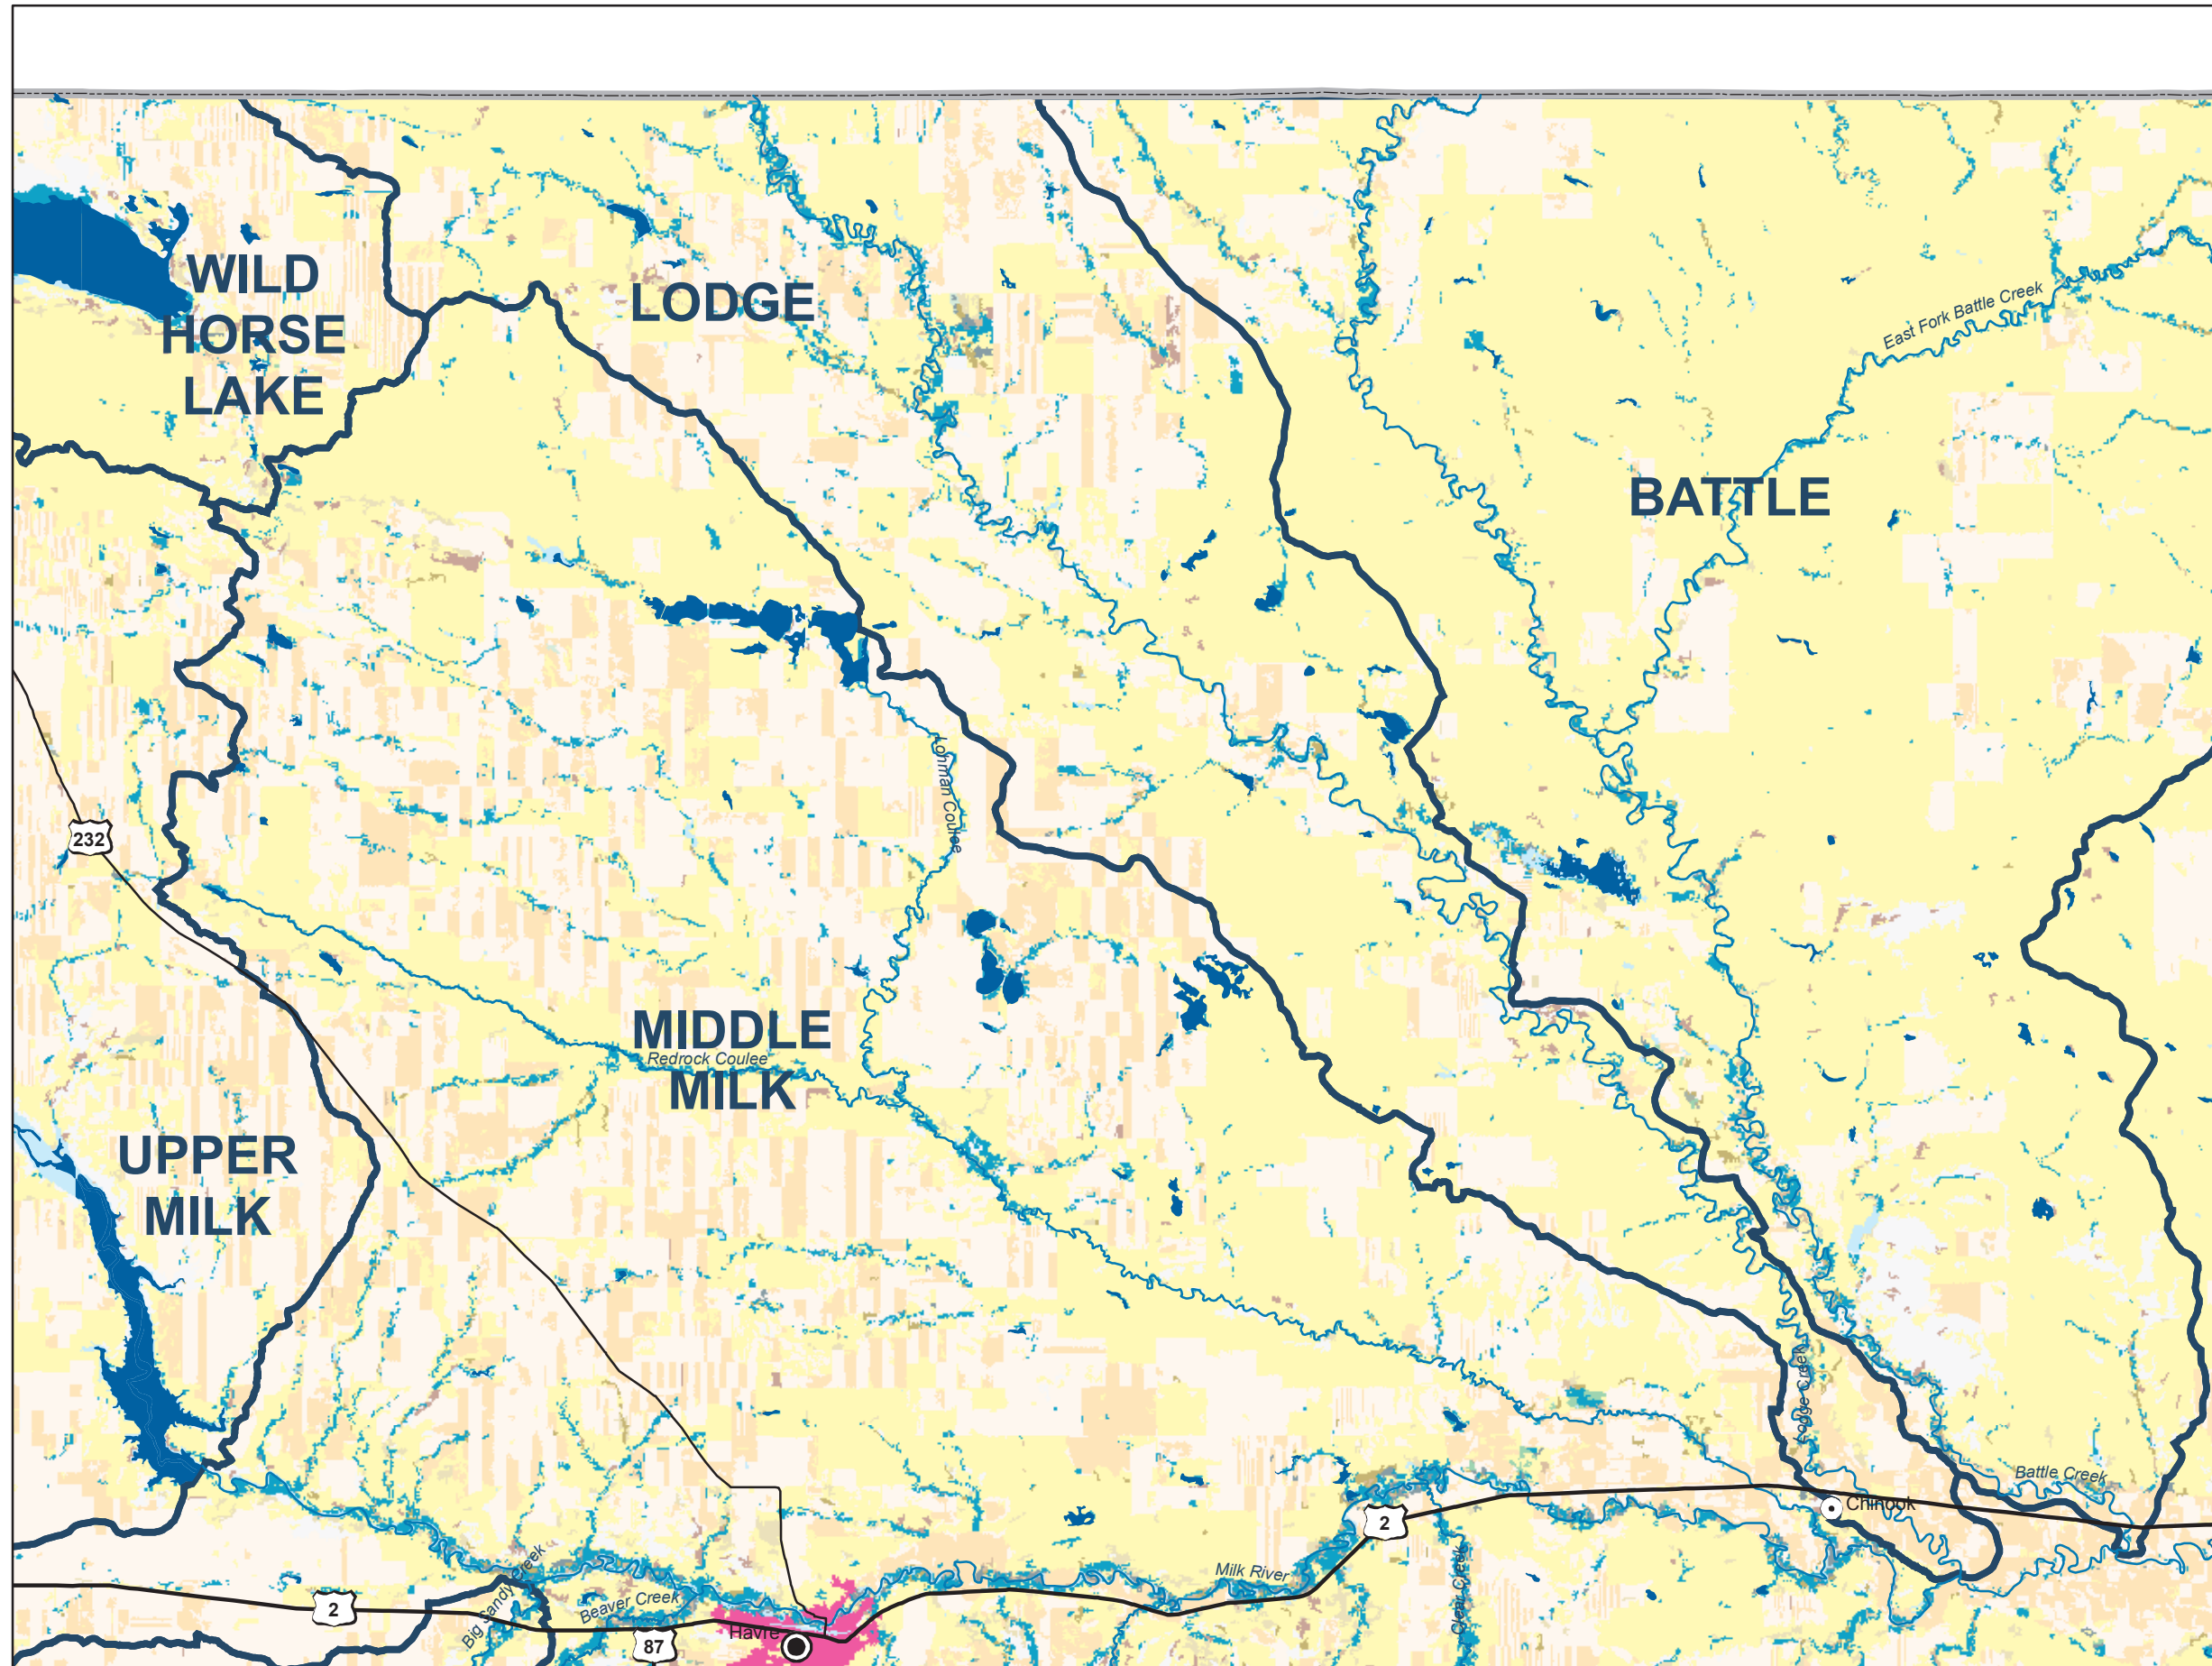 WILD
HORSE
LAKE
LODGE
East Fork Battle Creek
BATTLE
Lohman Coulee
232
MIDDLE
Redrock Coulee
MILK
UPPER
MILK
Lodge Creek
Battle Creek
Chinook
2
Milk River
Clear Creek
Big Sandy Creek
Beaver Creek
2
87
Havre